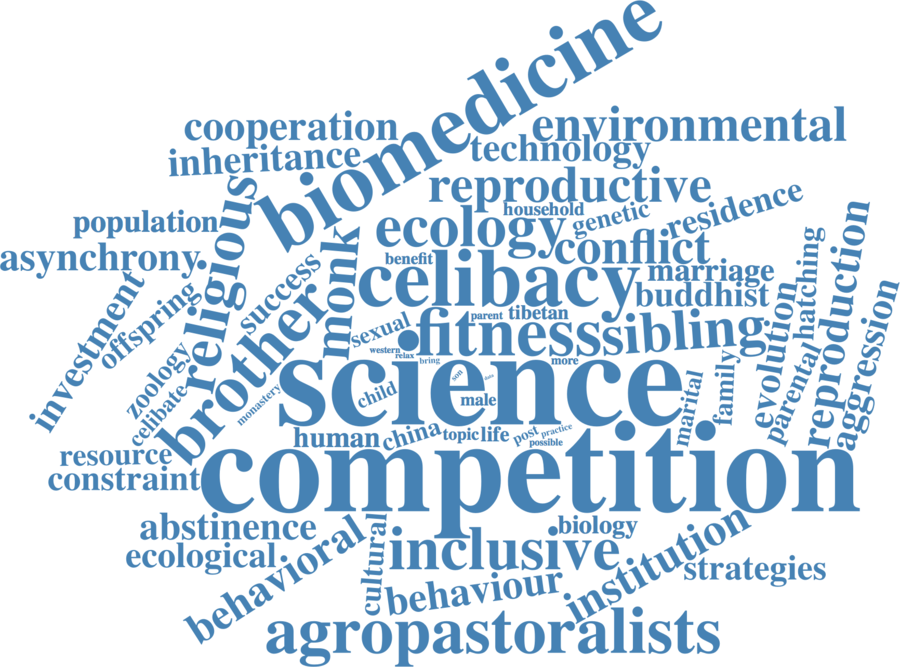 biomedicine
cooperation
environmental
inheritance
technology
religious
reproductive
household
genetic
residence
population
ecology
conflict
asynchrony
monk
benefit
success
celibacy
marriage
buddhist
hatching
reproduction
investment
offspring
brother
sexual
parent
tibetan
fitness
sibling
evolution
aggression
zoology
celibate
western
relax
bring
more
science
son
data
monastery
child
male
marital
family
parental
human
china
topic
life
post
practice
possible
resource
constraint
competition
abstinence
biology
ecological
behavioral
cultural
inclusive
institution
strategies
behaviour
agropastoralists